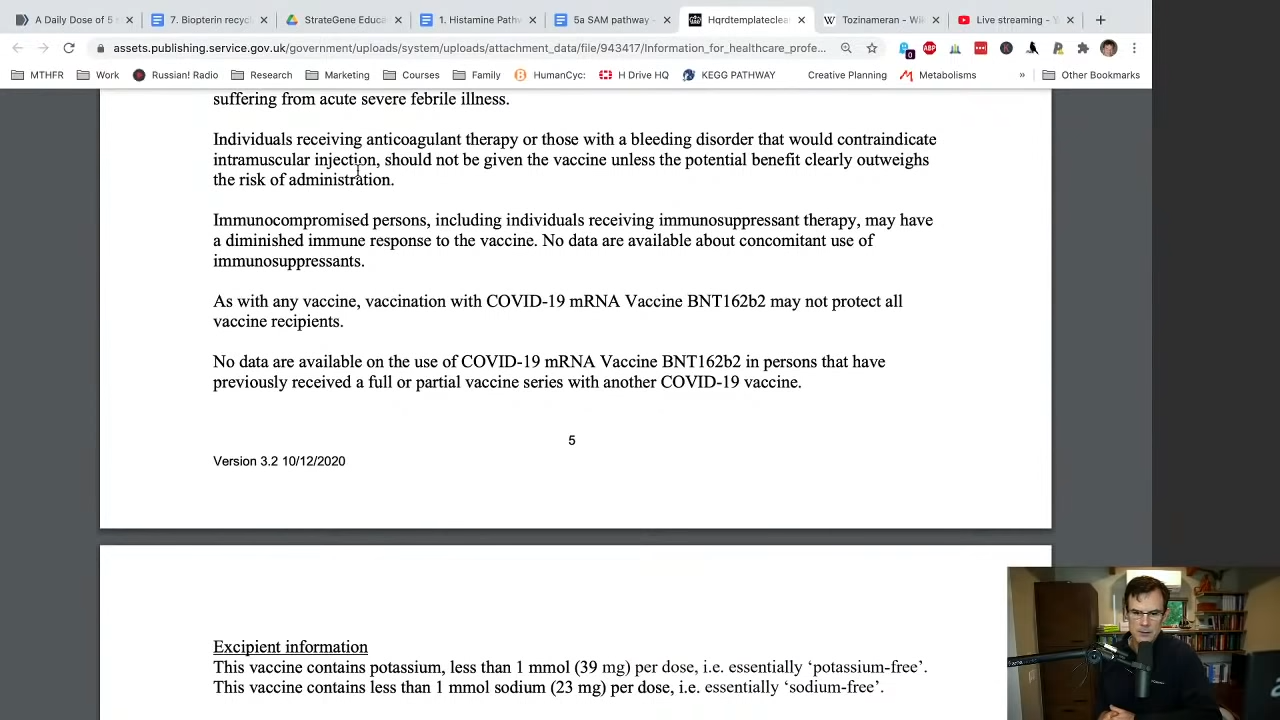 A Daily Dose of 5
7. Biopterin recycl
StrateGene Educa
1. Histamine Pathw
5a SAM pathway -
Hqrdtemplateclea
Tozinameran - Wi
Live streaming - Y
assets.publishing.service.gov.uk/government/uploads/system/uploads/attachment_data/file/943417/Information_for_healthcare_profe...
ABP
0
MTHFR
Work
Russian! Radio
Research
Marketing
Courses
Family
HumanCyc:
H Drive HQ
KEGG PATHWAY
Creative Planning
Metabolisms
»
Other Bookmarks
suffering from acute severe febrile illness.
Individuals receiving anticoagulant therapy or those with a bleeding disorder that would contraindicate
intramuscular injection, should not be given the vaccine unless the potential benefit clearly outweighs
the risk of administration.
Immunocompromised persons, including individuals receiving immunosuppressant therapy, may have
a diminished immune response to the vaccine. No data are available about concomitant use of
immunosuppressants.
As with any vaccine, vaccination with COVID-19 mRNA Vaccine BNT162b2 may not protect all
vaccine recipients.
No data are available on the use of COVID-19 mRNA Vaccine BNT162b2 in persons that have
previously received a full or partial vaccine series with another COVID-19 vaccine.
5
Version 3.2 10/12/2020
Excipient information
This vaccine contains potassium, less than 1 mmol (39 mg) per dose, i.e. essentially ‘potassium-free’.
This vaccine contains less than 1 mmol sodium (23 mg) per dose, i.e. essentially ‘sodium-free’.